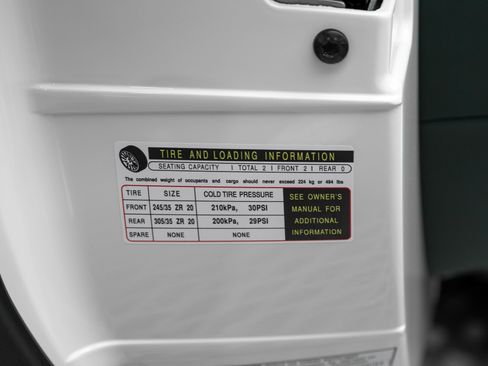 TIRE AND LOADING INFORMATION
SEATING CAPACITY | TOTAL 2 | FRONT 2 | REAR 0
The combined weight of occupants and cargo should never exceed 224 kg or 494 lbs
TIRE SIZE COLD TIRE PRESSURE
FRONT 245/35 ZR 20 210kPa, 30PSI
REAR 305/35 ZR 20 200kPa, 29PSI
SPARE NONE NONE
SEE OWNER'S
MANUAL FOR
ADDITIONAL
INFORMATION